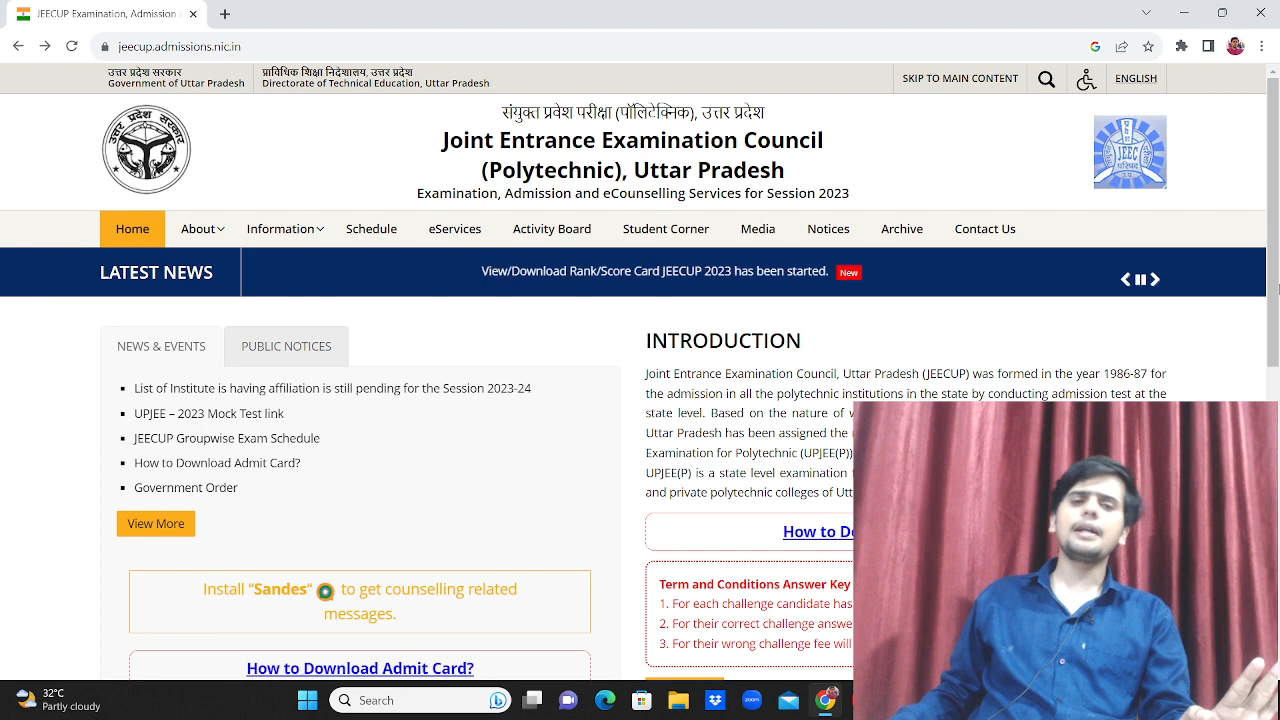 JEECUP Examination, Admission
jeecup.admissions.nic.in
उत्तर प्रदेश सरकार
Government of Uttar Pradesh
प्राविधिक शिक्षा निदेशालय, उत्तर प्रदेश
Directorate of Technical Education, Uttar Pradesh
SKIP TO MAIN CONTENT
ENGLISH
उत्तर प्रदेश सरकार
संयुक्त प्रवेश परीक्षा (पॉलिटेक्निक), उत्तर प्रदेश
Joint Entrance Examination Council
(Polytechnic), Uttar Pradesh
Examination, Admission and eCounselling Services for Session 2023
JEEC
परिषद
उ.प्र.
Home
About
Information
Schedule
eServices
Activity Board
Student Corner
Media
Notices
Archive
Contact Us
LATEST NEWS
View/Download Rank/Score Card JEECUP 2023 has been started. New
NEWS & EVENTS
PUBLIC NOTICES
List of Institute is having affiliation is still pending for the Session 2023-24
UPJEE – 2023 Mock Test link
JEECUP Groupwise Exam Schedule
How to Download Admit Card?
Government Order
View More
Install “Sandes“ to get counselling related
messages.
How to Download Admit Card?
INTRODUCTION
Joint Entrance Examination Council, Uttar Pradesh (JEECUP) was formed in the year 1986-87 for
the admission in all the polytechnic institutions in the state by conducting admission test at the
state level. Based on the nature of
Uttar Pradesh has been assigned the
Examination for Polytechnic (UPJEE(P))
UPJEE(P) is a state level examination
and private polytechnic colleges of
How to
Term and Conditions Answer Key
1. For each challenge candidate has
2. For their correct challenge answe
3. For their wrong challenge fee will
32°C
Partly cloudy
Search
zoom